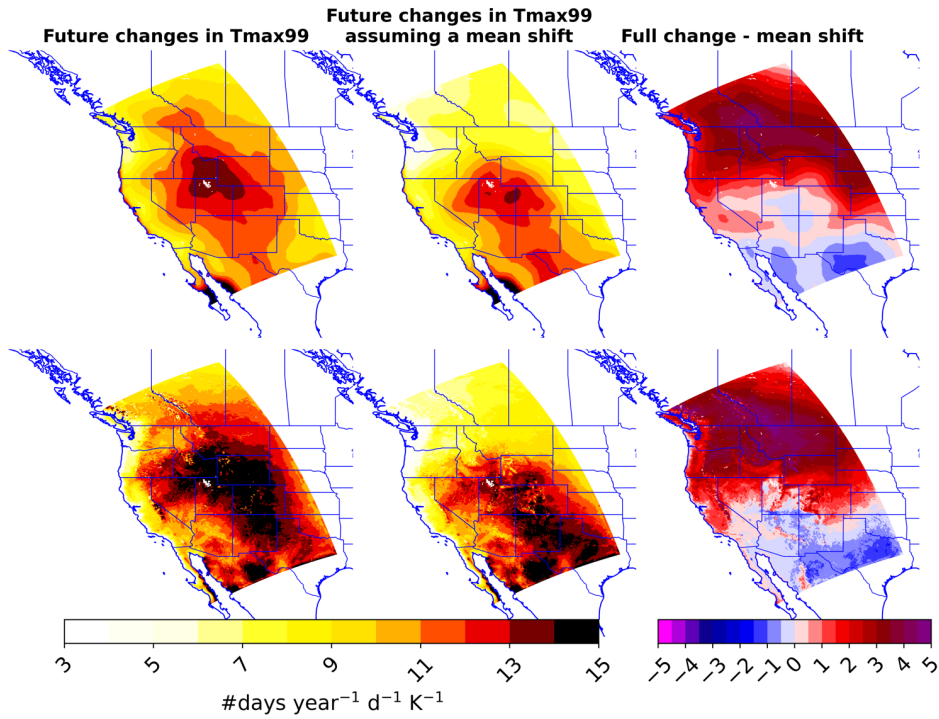 Future changes in Tmax99
Future changes in Tmax99
assuming a mean shift
Full change - mean shift
3 5 7 9 11 13 15
#days year⁻¹ d⁻¹ K⁻¹
−5 −4 −3 −2 −1 0 1 2 3 4 5